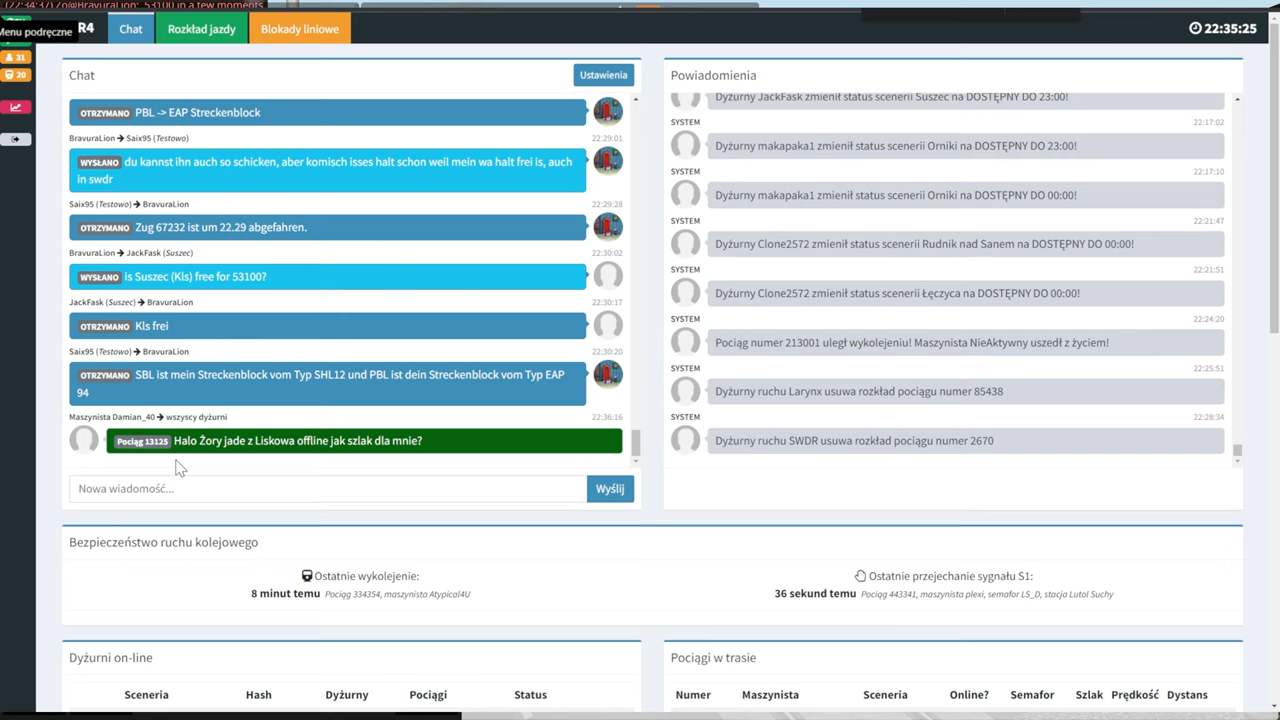 (22:34:37) Zo@BravuraLion: 53100 in a few moments
Menu podręczne
R4
Chat
Rozkład jazdy
Blokady liniowe
22:35:25
31
20
Chat
Ustawienia
OTRZYMANO PBL -> EAP Streckenblock
BravuraLion → Saix95 (Testowo) 22:29:01
WYSŁANO du kannst ihn auch so schicken, aber komisch isses halt schon weil mein wa halt frei is, auch
in swdr
Saix95 (Testowo) → BravuraLion 22:29:28
OTRZYMANO Zug 67232 ist um 22.29 abgefahren.
BravuraLion → JackFask (Suszec) 22:30:02
WYSŁANO is Suszec (Kls) free for 53100?
JackFask (Suszec) → BravuraLion 22:30:17
OTRZYMANO Kls frei
Saix95 (Testowo) → BravuraLion 22:30:20
OTRZYMANO SBL ist mein Streckenblock vom Typ SHL12 und PBL ist dein Streckenblock vom Typ EAP
94
Maszynista Damian_40 → wszyscy dyżurni 22:36:16
Pociąg 13125 Halo Żory jade z Liskowa offline jak szlak dla mnie?
Nowa wiadomość...
Wyślij
Powiadomienia
Dyżurny JackFask zmienił status scenerii Suszec na DOSTĘPNY DO 23:00!
SYSTEM 22:17:02
Dyżurny makapaka1 zmienił status scenerii Orniki na DOSTĘPNY DO 23:00!
SYSTEM 22:17:10
Dyżurny makapaka1 zmienił status scenerii Orniki na DOSTĘPNY DO 00:00!
SYSTEM 22:21:47
Dyżurny Clone2572 zmienił status scenerii Rudnik nad Sanem na DOSTĘPNY DO 00:00!
SYSTEM 22:21:51
Dyżurny Clone2572 zmienił status scenerii Łęczyca na DOSTĘPNY DO 00:00!
SYSTEM 22:24:20
Pociąg numer 213001 uległ wykolejeniu! Maszynista NieAktywny uszedł z życiem!
SYSTEM 22:25:51
Dyżurny ruchu Larynx usuwa rozkład pociągu numer 85438
SYSTEM 22:28:34
Dyżurny ruchu SWDR usuwa rozkład pociągu numer 2670
Bezpieczeństwo ruchu kolejowego
Ostatnie wykolejenie:
8 minut temu Pociąg 334354, maszynista Atypical4U
Ostatnie przejechanie sygnału S1:
36 sekund temu Pociąg 443341, maszynista plexi, semafor LS_D, stacja Lutol Suchy
Dyżurni on-line
Sceneria Hash Dyżurny Pociągi Status
Pociągi w trasie
Numer Maszynista Sceneria Online? Semafor Szlak Prędkość Dystans